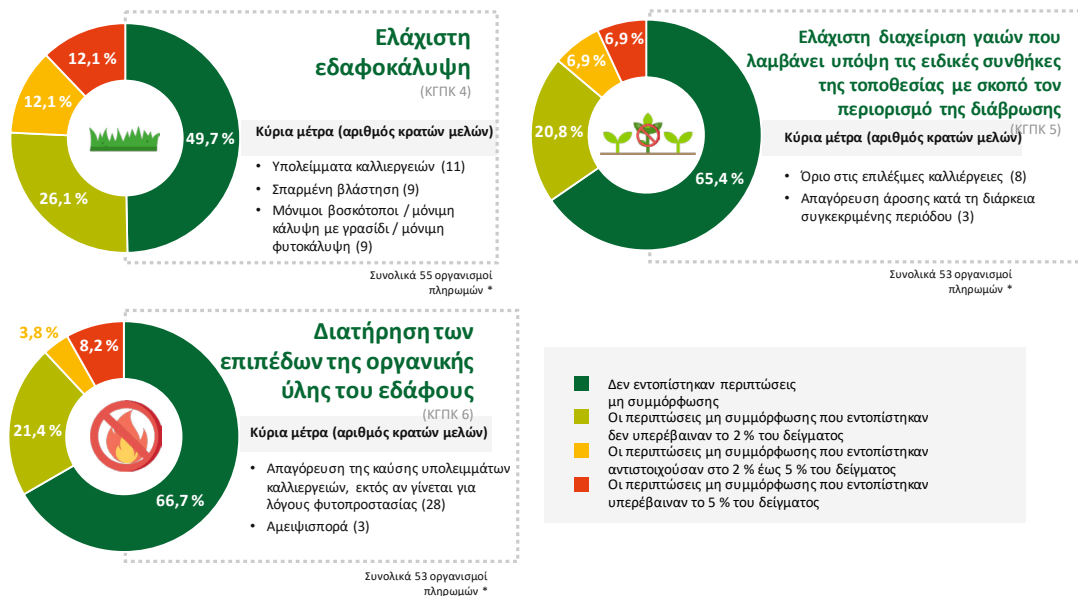 12,1 %
12,1 %
26,1 %
49,7 %
Ελάχιστη
εδαφοκάλυψη
(ΚΓΠΚ 4)
Κύρια μέτρα (αριθμός κρατών μελών)
• Υπολείμματα καλλιεργειών (11)
• Σπαρμένη βλάστηση (9)
• Μόνιμοι βοσκότοποι / μόνιμη
κάλυψη με γρασίδι / μόνιμη
φυτοκάλυψη (9)
Συνολικά 55 οργανισμοί
πληρωμών *
6,9 %
6,9 %
20,8 %
65,4 %
Ελάχιστη διαχείριση γαιών που
λαμβάνει υπόψη τις ειδικές συνθήκες
της τοποθεσίας με σκοπό τον
περιορισμό της διάβρωσης
(ΚΓΠΚ 5)
Κύρια μέτρα (αριθμός κρατών μελών)
• Όριο στις επιλέξιμες καλλιέργειες (8)
• Απαγόρευση άροσης κατά τη διάρκεια
συγκεκριμένης περιόδου (3)
Συνολικά 53 οργανισμοί
πληρωμών *
3,8 %
8,2 %
21,4 %
66,7 %
Διατήρηση των
επιπέδων της οργανικής
ύλης του εδάφους
(ΚΓΠΚ 6)
Κύρια μέτρα (αριθμός κρατών μελών)
• Απαγόρευση της καύσης υπολειμμάτων
καλλιεργειών, εκτός αν γίνεται για
λόγους φυτοπροστασίας (28)
• Αμειψισπορά (3)
Συνολικά 53 οργανισμοί
πληρωμών *
Δεν εντοπίστηκαν περιπτώσεις
μη συμμόρφωσης
Οι περιπτώσεις μη συμμόρφωσης που εντοπίστηκαν
δεν υπερέβαιναν το 2 % του δείγματος
Οι περιπτώσεις μη συμμόρφωσης που εντοπίστηκαν
αντιστοιχούσαν στο 2 % έως 5 % του δείγματος
Οι περιπτώσεις μη συμμόρφωσης που εντοπίστηκαν
υπερέβαιναν το 5 % του δείγματος